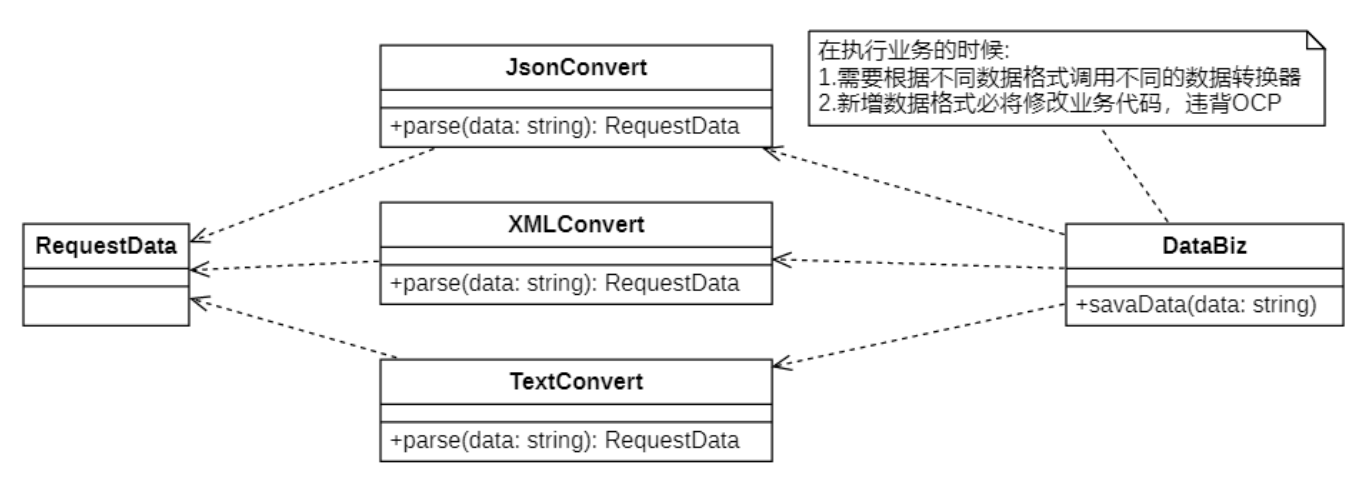 JsonConvert
+parse(data: string): RequestData
在执行业务的时候:
1.需要根据不同数据格式调用不同的数据转换器
2.新增数据格式必将修改业务代码，违背OCP
RequestData
XMLConvert
+parse(data: string): RequestData
DataBiz
+savaData(data: string)
TextConvert
+parse(data: string): RequestData